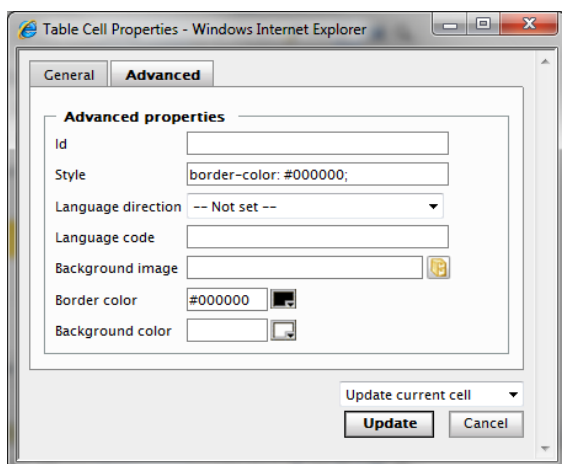 Table Cell Properties - Windows Internet Explorer
General Advanced
Advanced properties
Id
Style border-color: #000000;
Language direction -- Not set --
Language code
Background image
Border color #000000
Background color
Update current cell
Update Cancel